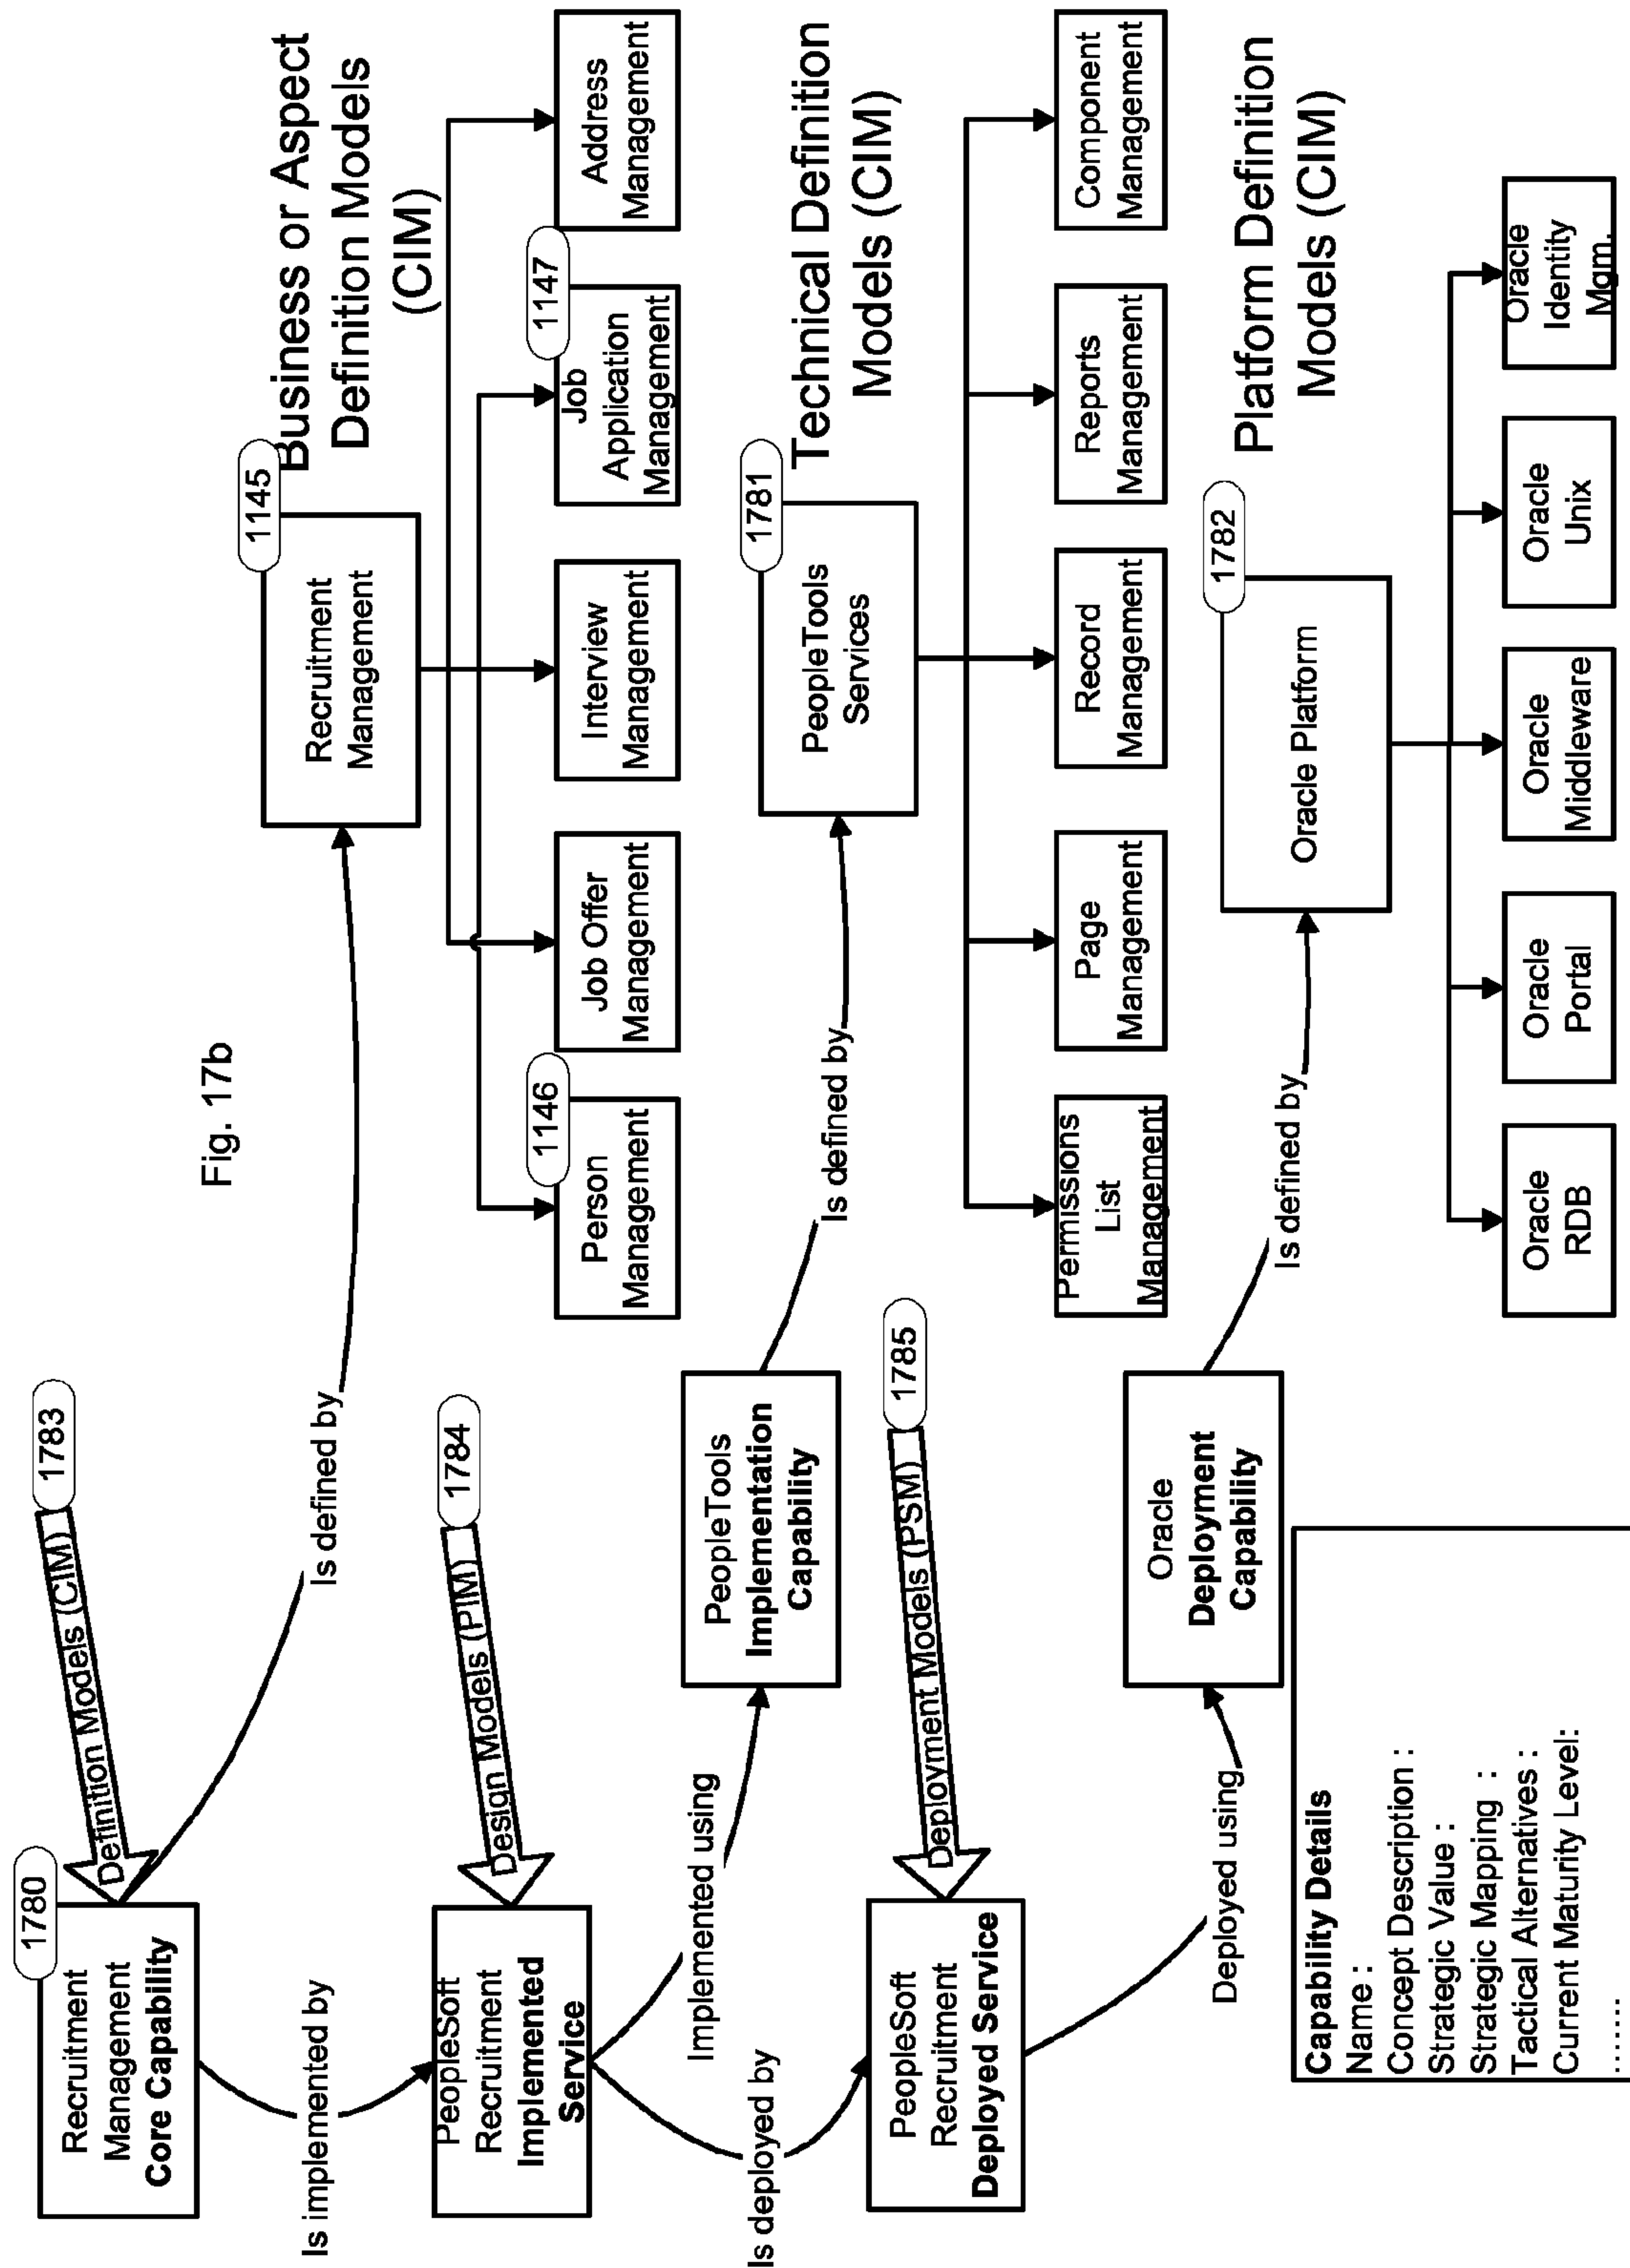 Fig. 17b
1780
Recruitment
Management
Core Capability
Definition Models (CIM)
1783
Is defined by
1145
Recruitment
Management
Business or Aspect
Definition Models
(CIM)
1146
Person
Management
Job Offer
Management
Interview
Management
1147
Job
Application
Management
Address
Management
Is implemented by
PeopleSoft
Recruitment
Implemented
Service
Design Models (PIM)
1784
Implemented using
PeopleTools
Implementation
Capability
Is defined by
1781
PeopleTools
Services
Technical Definition
Models (CIM)
Permissions
List
Management
Page
Management
Record
Management
Reports
Management
Component
Management
Is deployed by
PeopleSoft
Recruitment
Deployed Service
Deployment Models (PSM)
1785
Deployed using
Oracle
Deployment
Capability
Is defined by
1782
Oracle Platform
Platform Definition
Models (CIM)
Oracle
RDB
Oracle
Portal
Oracle
Middleware
Oracle
Unix
Oracle
Identity
Mgm.
Capability Details
Name :
Concept Description :
Strategic Value :
Strategic Mapping :
Tactical Alternatives :
Current Maturity Level:
......